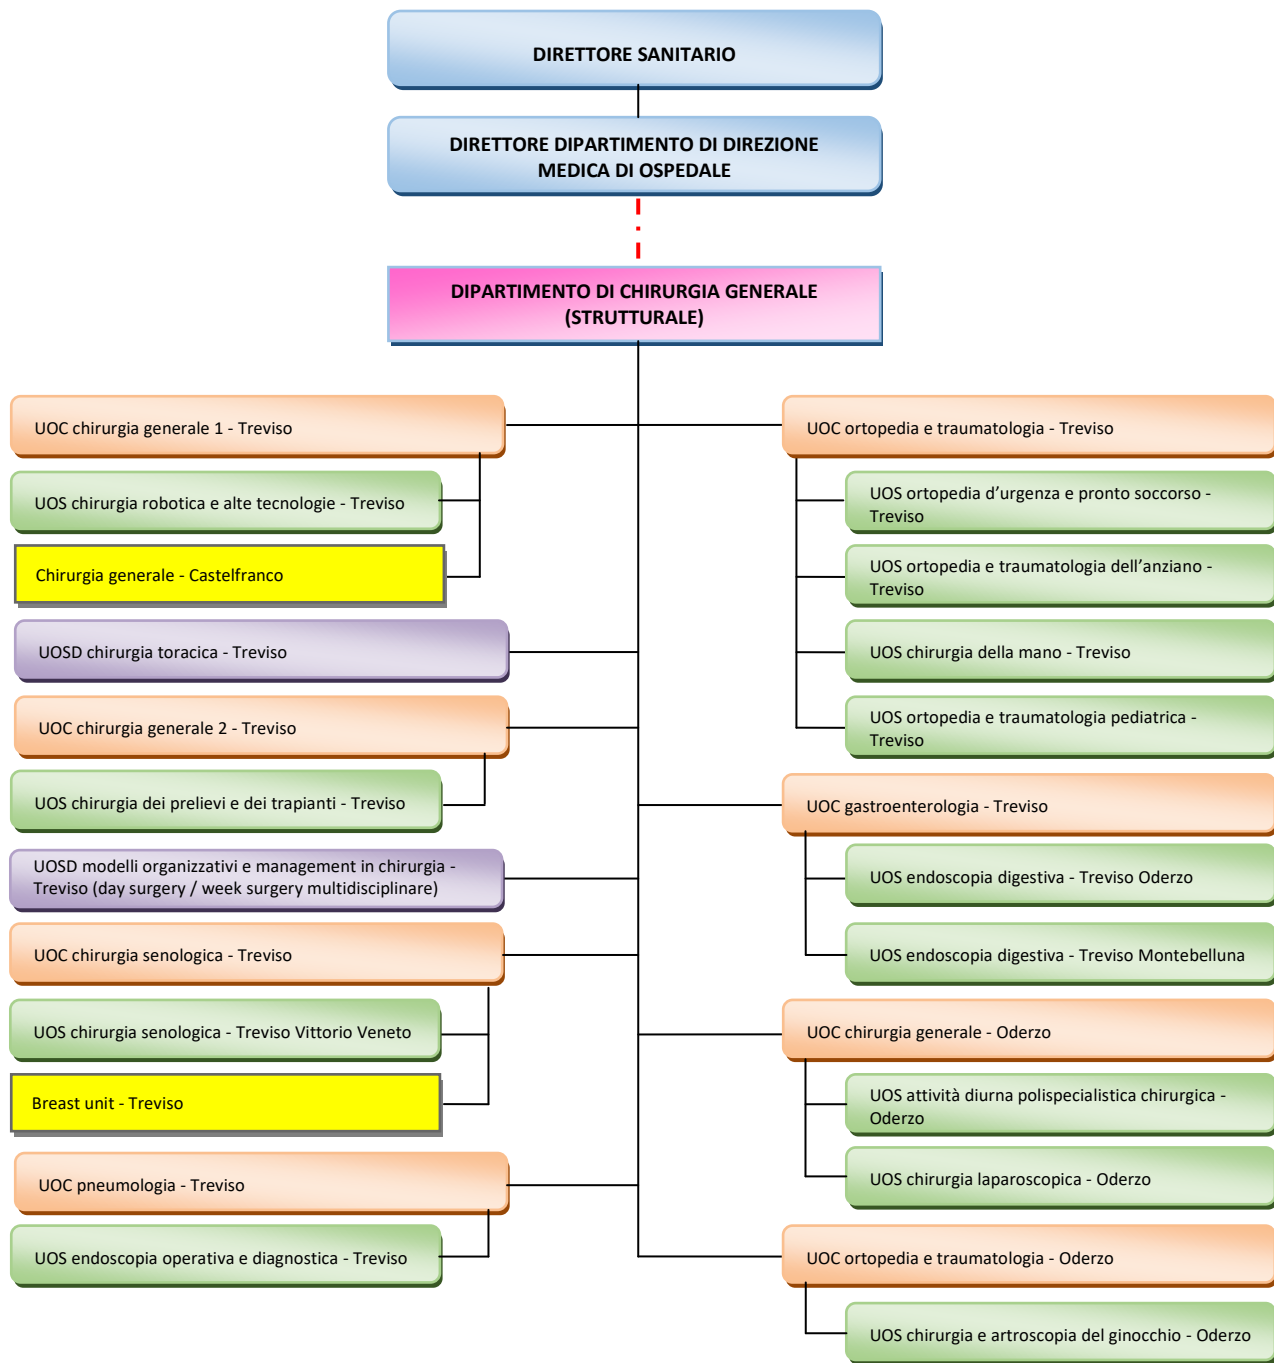 DIRETTORE SANITARIO
DIRETTORE DIPARTIMENTO DI DIREZIONE
MEDICA DI OSPEDALE
DIPARTIMENTO DI CHIRURGIA GENERALE
(STRUTTURALE)
UOC chirurgia generale 1 - Treviso
UOS chirurgia robotica e alte tecnologie - Treviso
Chirurgia generale - Castelfranco
UOSD chirurgia toracica - Treviso
UOC chirurgia generale 2 - Treviso
UOS chirurgia dei prelievi e dei trapianti - Treviso
UOSD modelli organizzativi e management in chirurgia -
Treviso (day surgery / week surgery multidisciplinare)
UOC chirurgia senologica - Treviso
UOS chirurgia senologica - Treviso Vittorio Veneto
Breast unit - Treviso
UOC pneumologia - Treviso
UOS endoscopia operativa e diagnostica - Treviso
UOC ortopedia e traumatologia - Treviso
UOS ortopedia d’urgenza e pronto soccorso -
Treviso
UOS ortopedia e traumatologia dell’anziano -
Treviso
UOS chirurgia della mano - Treviso
UOS ortopedia e traumatologia pediatrica -
Treviso
UOC gastroenterologia - Treviso
UOS endoscopia digestiva - Treviso Oderzo
UOS endoscopia digestiva - Treviso Montebelluna
UOC chirurgia generale - Oderzo
UOS attività diurna polispecialistica chirurgica -
Oderzo
UOS chirurgia laparoscopica - Oderzo
UOC ortopedia e traumatologia - Oderzo
UOS chirurgia e artroscopia del ginocchio - Oderzo